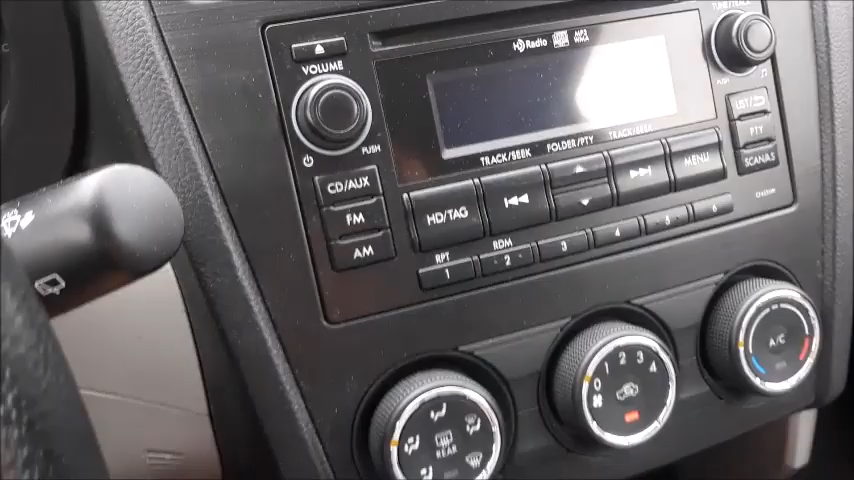 TUNE/TRACK
HD Radio MP3 WMA
VOLUME
PUSH
PUSH
LIST/
TRACK/SEEK FOLDER/PTY TRACK/SEEK
PTY
CD/AUX
HD/TAG MENU
SCAN/AS
FM
AM
RPT RDM
1 2 3 4 5 6
0 1 2 3 4
A/C
REAR